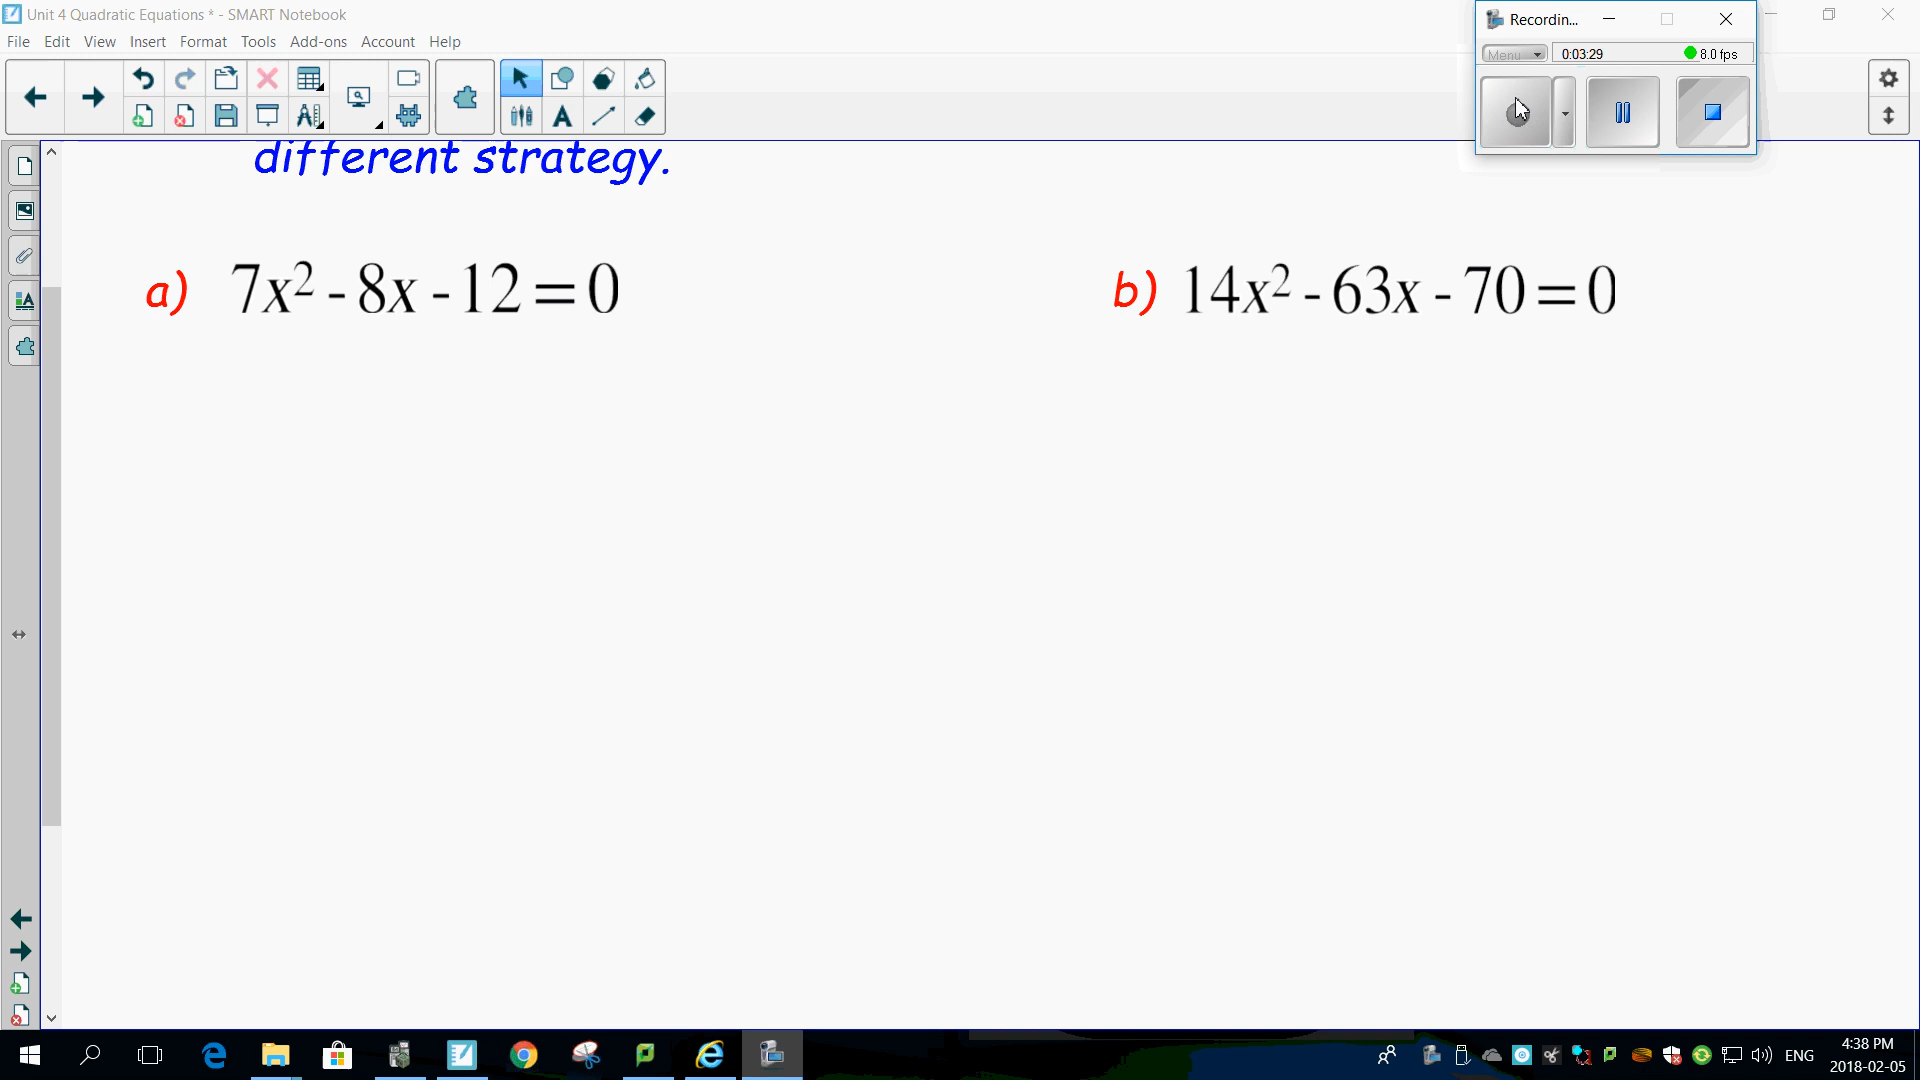 Unit 4 Quadratic Equations * - SMART Notebook
File Edit View Insert Format Tools Add-ons Account Help
Recordin...
Menu 0:03:29 8.0 fps
different strategy.
a) 7x² - 8x - 12 = 0
b) 14x² - 63x - 70 = 0
ENG
4:38 PM
2018-02-05